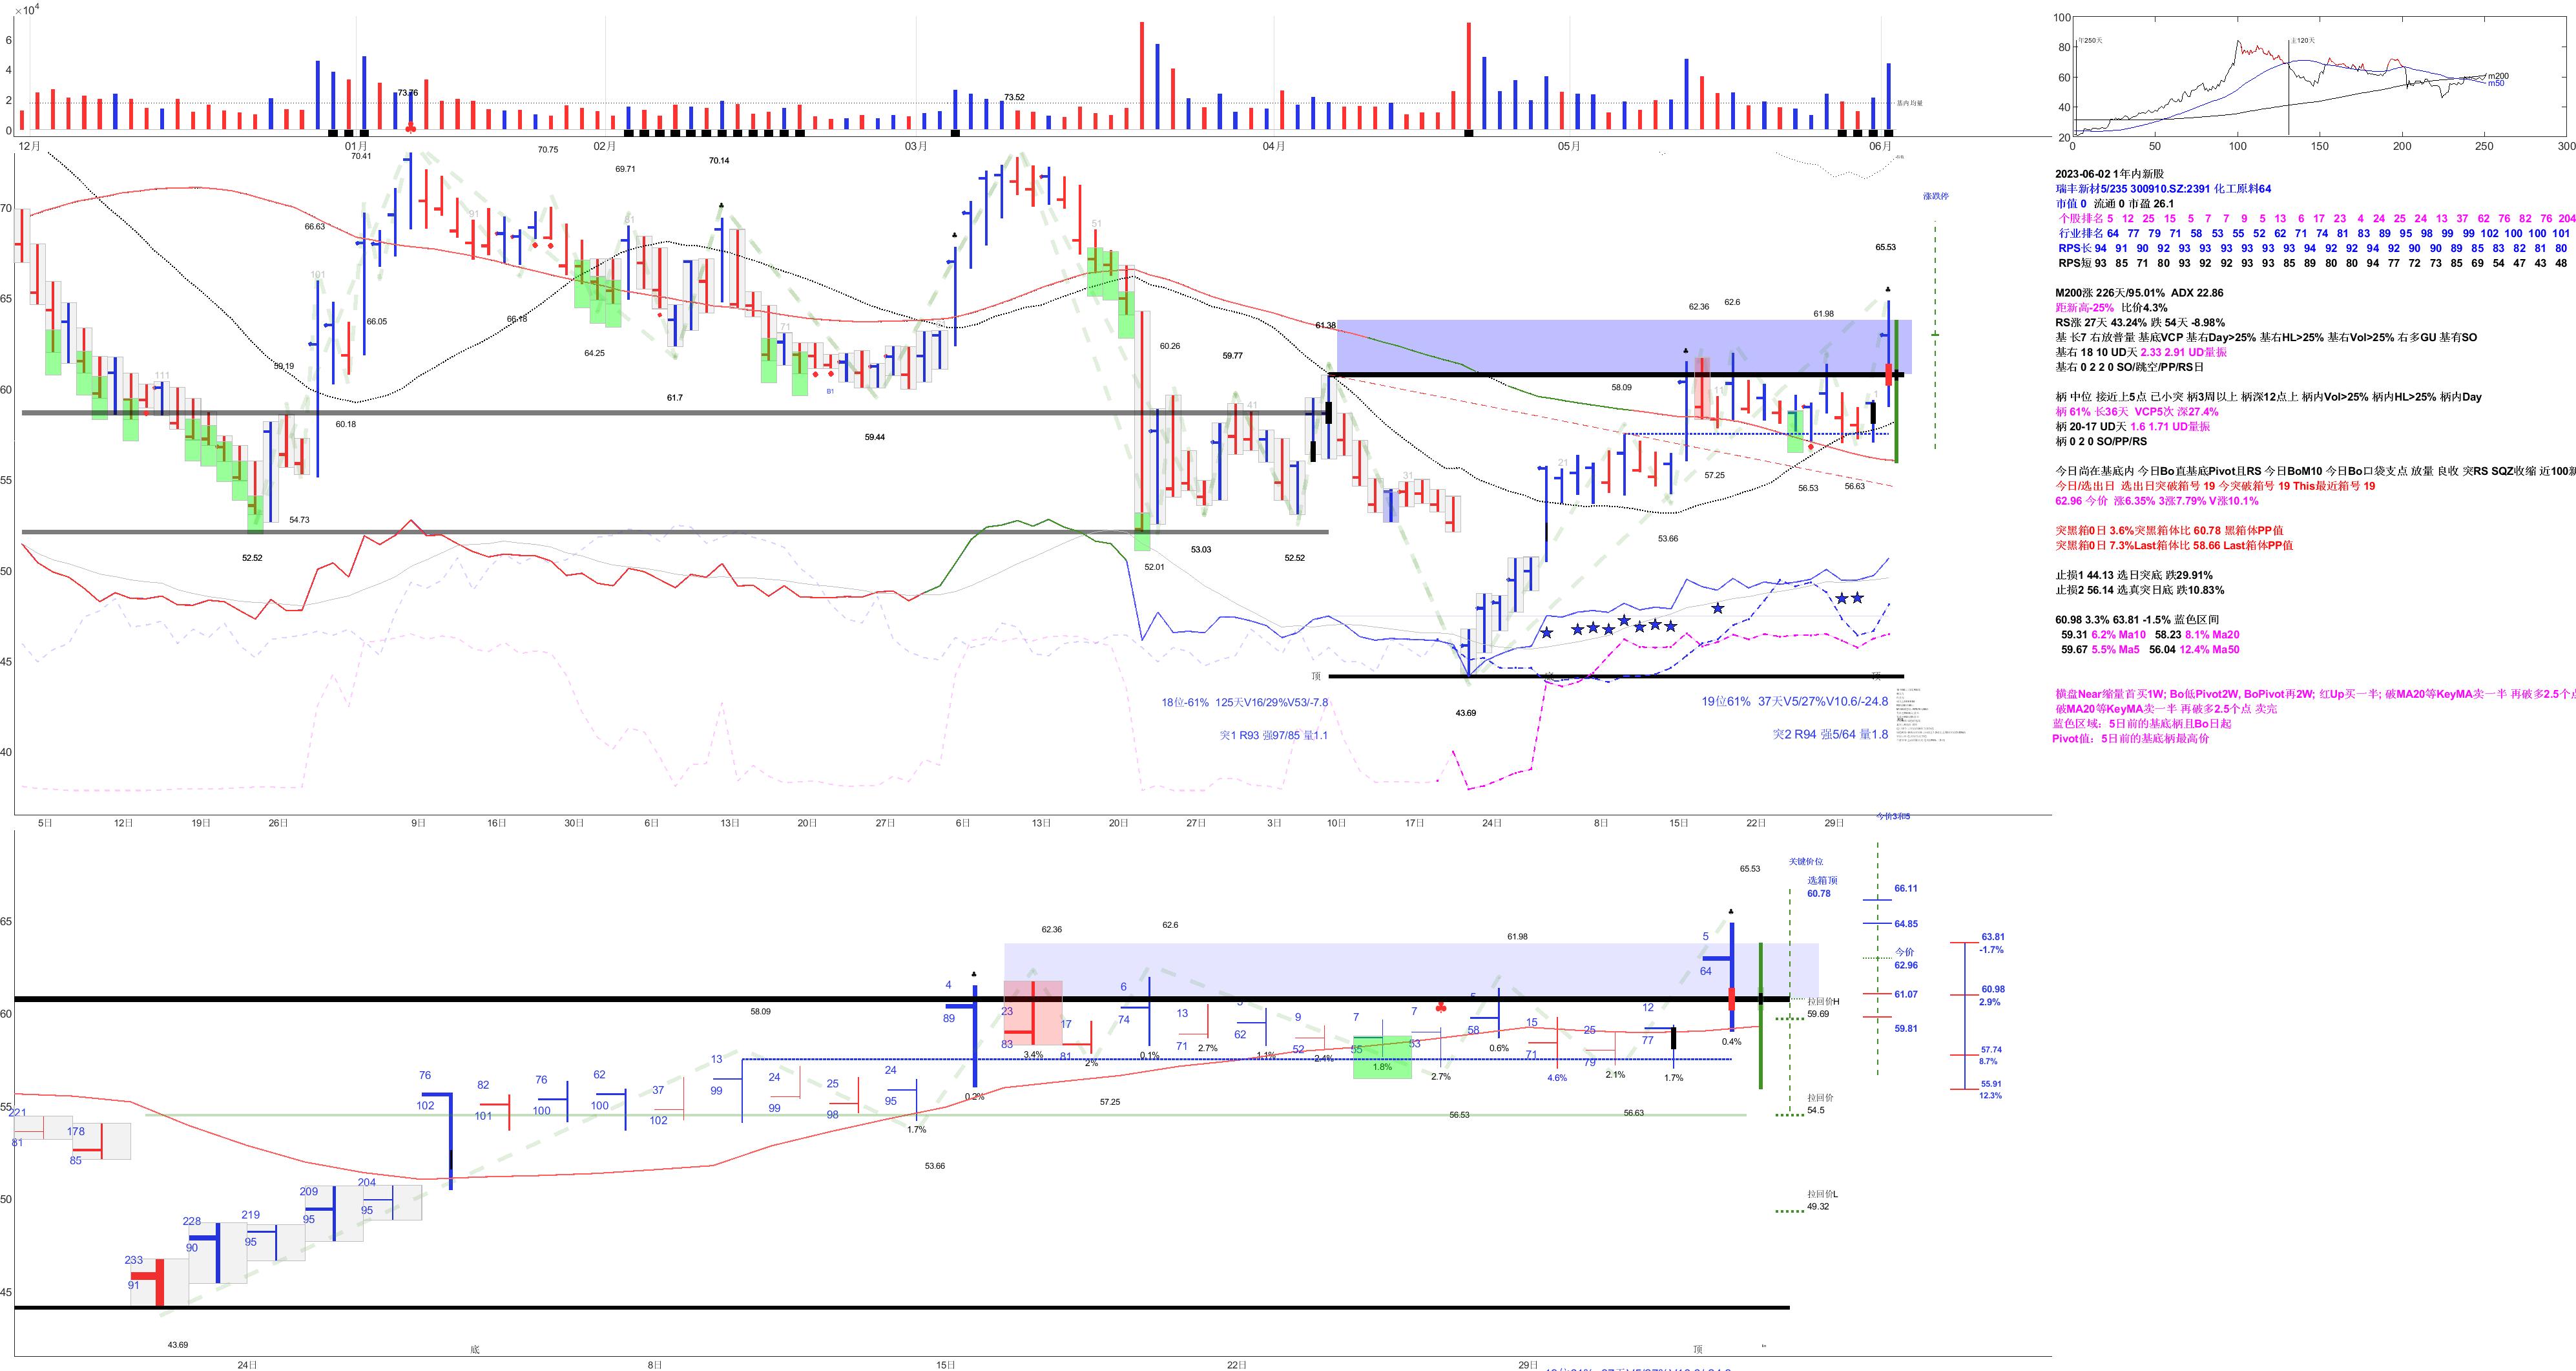 ×10⁴
6
4
2
0
73.76
73.52
基内 均量
12月
01月
02月
03月
04月
05月
06月
70.41
70.75
69.71
70.14
70
65
60
55
50
45
40
66.63
101
91
81
51
66.05
66.18
59.19
60.18
64.25
61.7
71
B1
59.44
111
54.73
52.52
60.26
59.77
41
61.38
31
52.01
53.03
52.52
21
11
58.09
62.36
62.6
61.98
57.25
56.53
56.63
53.66
65.53
涨跌停
顶
顶
18位-61% 125天V16/29%V53/-7.8
突1 R93 强97/85 量1.1
43.69
19位61% 37天V5/27%V10.6/-24.8
突2 R94 强5/64 量1.8
5日
12日
19日
26日
9日
16日
30日
6日
13日
20日
27日
6日
13日
20日
27日
3日
10日
17日
24日
8日
15日
22日
29日
今价3和5
100
80
60
40
20
年250天
主120天
m200
m50
0
50
100
150
200
250
300
2023-06-02 1年内新股
瑞丰新材5/235 300910.SZ:2391 化工原料64
市值 0 流通 0 市盈 26.1
个股排名 5 12 25 15 5 7 7 9 5 13 6 17 23 4 24 25 24 13 37 62 76 82 76 204
行业排名 64 77 79 71 58 53 55 52 62 71 74 81 83 89 95 98 99 99 102 100 100 101
RPS长 94 91 90 92 93 93 93 93 93 93 94 92 92 94 92 90 90 89 85 83 82 81 80
RPS短 93 85 71 80 93 92 92 93 93 85 89 80 80 94 77 72 73 85 69 54 47 43 48
M200涨 226天/95.01% ADX 22.86
距新高-25% 比价4.3%
RS涨 27天 43.24% 跌 54天 -8.98%
基 长7 右放普量 基底VCP 基右Day>25% 基右HL>25% 基右Vol>25% 右多GU 基有SO
基右 18 10 UD天 2.33 2.91 UD量振
基右 0 2 2 0 SO/跳空/PP/RS日
柄 中位 接近上5点 已小突 柄3周以上 柄深12点上 柄内Vol>25% 柄内HL>25% 柄内Day
柄 61% 长36天 VCP5次 深27.4%
柄 20-17 UD天 1.6 1.71 UD量振
柄 0 2 0 SO/PP/RS
今日尚在基底内 今日Bo直基底Pivot且RS 今日BoM10 今日Bo口袋支点 放量 良收 突RS SQZ收缩 近100
今日/选出日 选出日突破箱号 19 今突破箱号 19 This最近箱号 19
62.96 今价 涨6.35% 3涨7.79% V涨10.1%
突黑箱0日 3.6%突黑箱体比 60.78 黑箱体PP值
突黑箱0日 7.3%Last箱体比 58.66 Last箱体PP值
止损1 44.13 选日突底 跌29.91%
止损2 56.14 选真突日底 跌10.83%
60.98 3.3% 63.81 -1.5% 蓝色区间
59.31 6.2% Ma10 58.23 8.1% Ma20
59.67 5.5% Ma5 56.04 12.4% Ma50
横盘Near缩量首买1W; Bo低Pivot2W, BoPivot再2W; 红Up买一半; 破MA20等KeyMA卖一半 再破多2.5个
破MA20等KeyMA卖一半 再破多2.5个点 卖完
蓝色区域：5日前的基底柄且Bo日起
Pivot值：5日前的基底柄最高价
65
60
55
50
45
221
81
178
85
233
91
228
90
219
95
209
95
204
95
76
102
82
101
76
100
62
100
37
102
13
99
24
99
25
98
24
95
4
89
23
83
17
81
6
74
13
71
62
9
52
7
55
7
53
58
15
71
25
79
12
77
5
64
58.09
62.36
62.6
61.98
65.53
1.7%
0.2%
3.4%
2%
0.1%
2.7%
1.1%
2.4%
1.8%
2.7%
0.6%
4.6%
2.1%
1.7%
0.4%
53.66
57.25
56.53
56.63
43.69
关键价位
选箱顶
60.78
拉回价H
59.69
拉回价
54.5
拉回价L
49.32
66.11
64.85
今价
62.96
61.07
59.81
63.81
-1.7%
60.98
2.9%
57.74
8.7%
55.91
12.3%
底
顶
24日
8日
15日
22日
29日